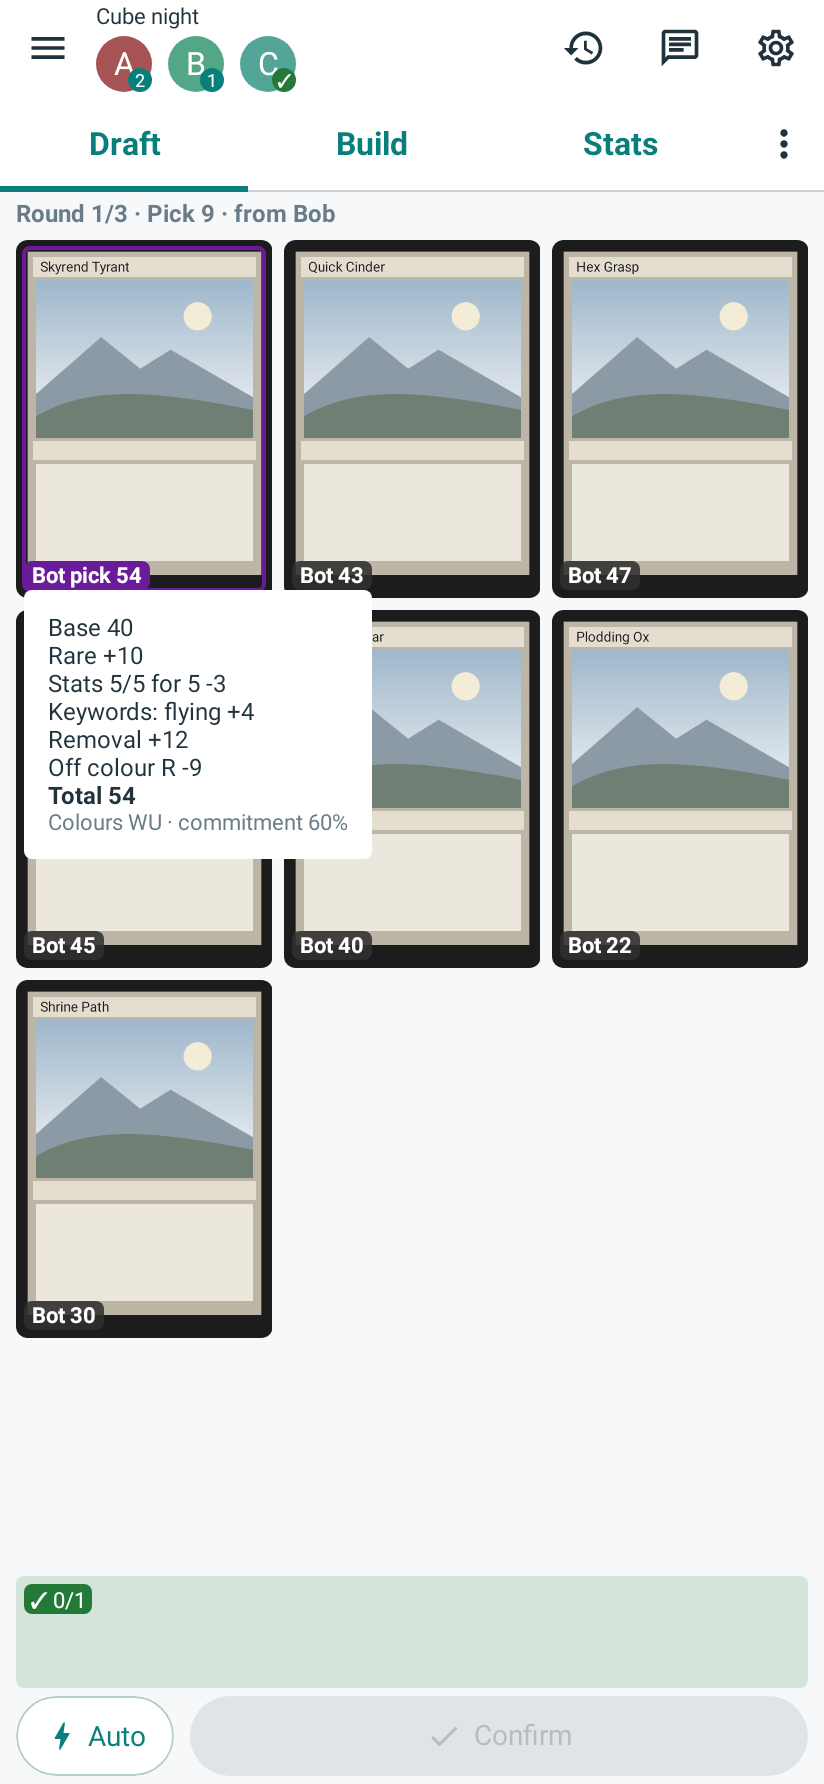 Cube night
A 2 B 1 C ✓
Draft Build Stats
Round 1/3 · Pick 9 · from Bob
Skyrend Tyrant
Quick Cinder
Hex Grasp
Bot pick 54
Bot 43
Bot 47
Base 40
Rare +10
Stats 5/5 for 5 -3
Keywords: flying +4
Removal +12
Off colour R -9
Total 54
Colours WU · commitment 60%
Plodding Ox
Bot 45
Bot 40
Bot 22
Shrine Path
Bot 30
✓ 0/1
Auto
Confirm